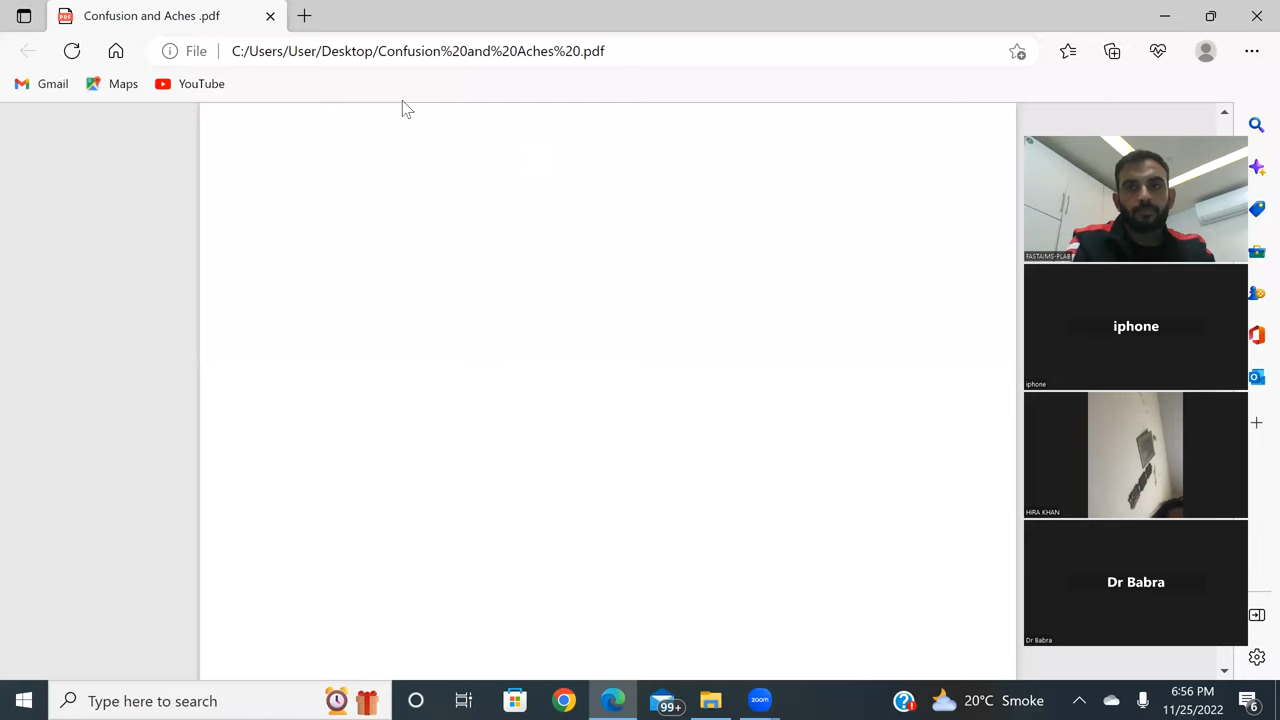 Confusion and Aches .pdf
File
C:/Users/User/Desktop/Confusion%20and%20Aches%20.pdf
Gmail
Maps
YouTube
FASTAIMS-PLAB
iphone
iphone
HIRA KHAN
Dr Babra
Dr Babra
Type here to search
99+
zoom
20°C Smoke
6:56 PM
11/25/2022
6